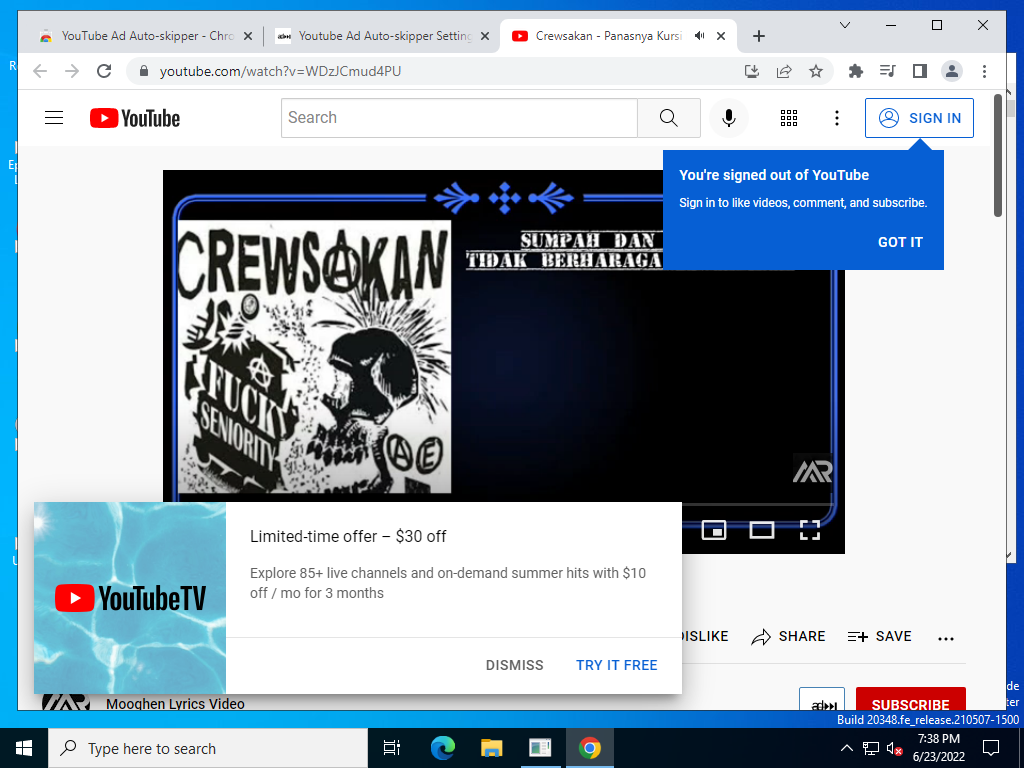 YouTube Ad Auto-skipper - Chro
Youtube Ad Auto-skipper Setting
Crewsakan - Panasnya Kursi
youtube.com/watch?v=WDzJCmud4PU
YouTube
Search
SIGN IN
You're signed out of YouTube
Sign in to like videos, comment, and subscribe.
GOT IT
CREWSAKAN
SUMPAH DAN
TIDAK BERHARAGA
FUCK
SENIORITY
Limited-time offer – $30 off
Explore 85+ live channels and on-demand summer hits with $10
off / mo for 3 months
YouTubeTV
DISMISS
TRY IT FREE
DISLIKE
SHARE
SAVE
Mooghen Lyrics Video
SUBSCRIBE
Build 20348.fe_release.210507-1500
Type here to search
7:38 PM
6/23/2022